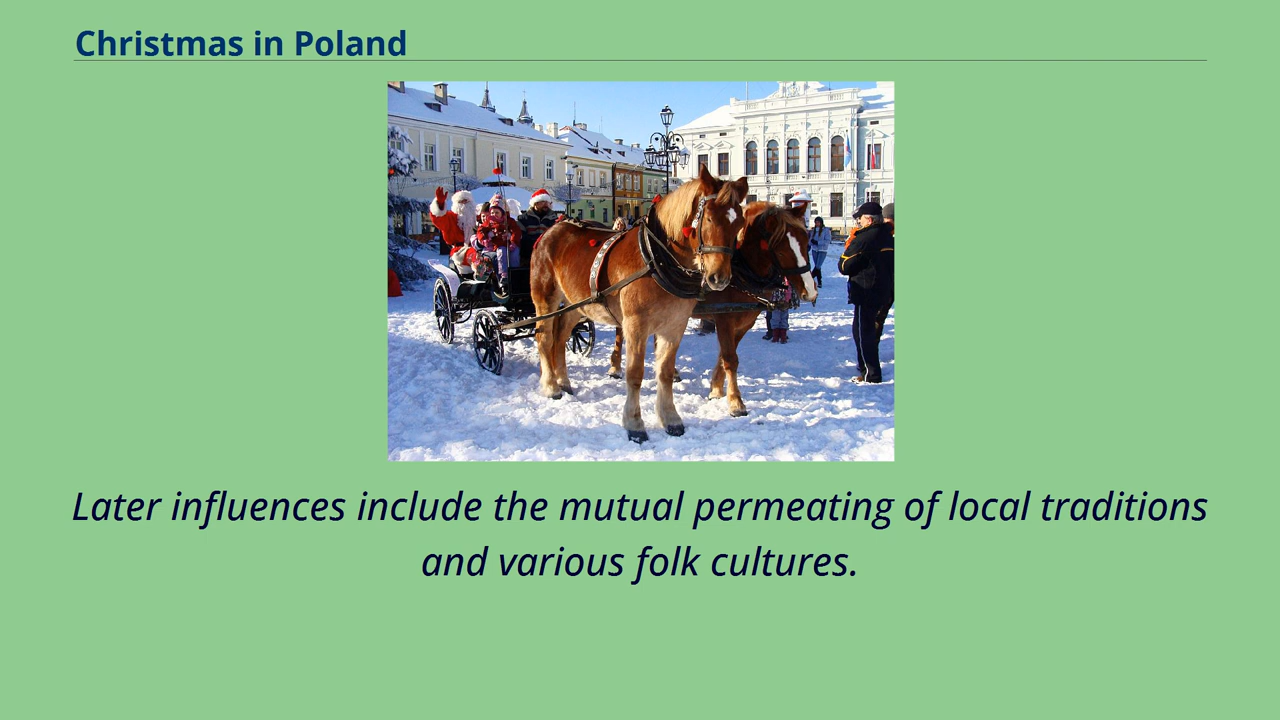 Christmas in Poland
Later influences include the mutual permeating of local traditions
and various folk cultures.